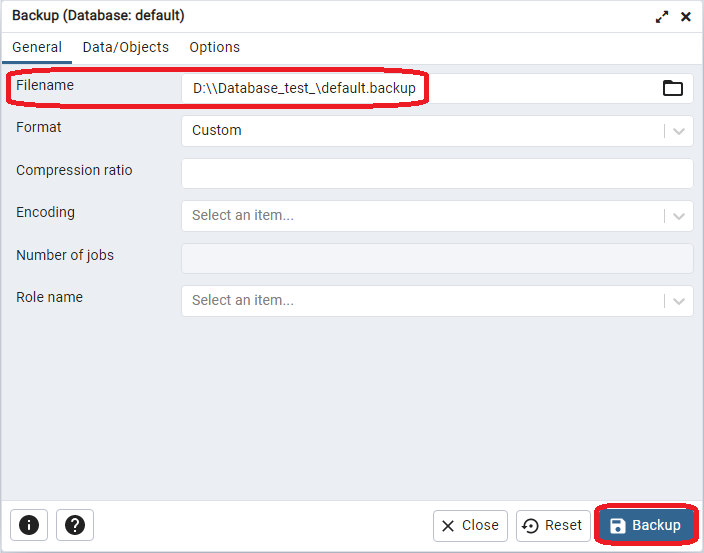 Backup (Database: default)
General Data/Objects Options
Filename D:\\Database_test_\default.backup
Format Custom
Compression ratio
Encoding Select an item...
Number of jobs
Role name Select an item...
Close Reset Backup